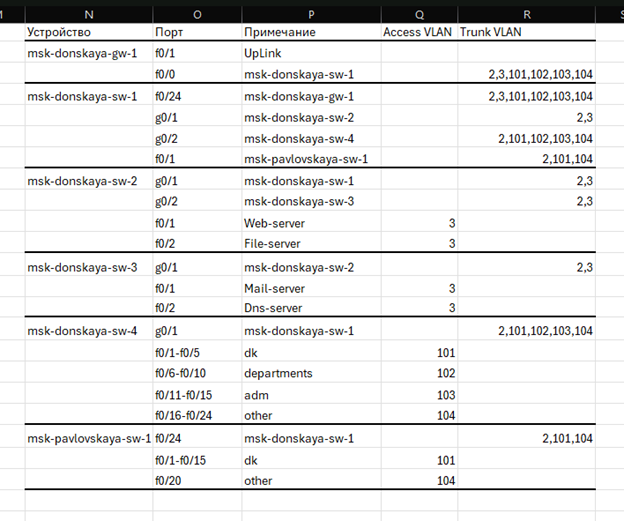 N O P Q R
Устройство Порт Примечание Access VLAN Trunk VLAN
msk-donskaya-gw-1 f0/1 UpLink
f0/0 msk-donskaya-sw-1 2,3,101,102,103,104
msk-donskaya-sw-1 f0/24 msk-donskaya-gw-1 2,3,101,102,103,104
g0/1 msk-donskaya-sw-2 2,3
g0/2 msk-donskaya-sw-4 2,101,102,103,104
f0/1 msk-pavlovskaya-sw-1 2,101,104
msk-donskaya-sw-2 g0/1 msk-donskaya-sw-1 2,3
g0/2 msk-donskaya-sw-3 2,3
f0/1 Web-server 3
f0/2 File-server 3
msk-donskaya-sw-3 g0/1 msk-donskaya-sw-2 2,3
f0/1 Mail-server 3
f0/2 Dns-server 3
msk-donskaya-sw-4 g0/1 msk-donskaya-sw-1 2,101,102,103,104
f0/1-f0/5 dk 101
f0/6-f0/10 departments 102
f0/11-f0/15 adm 103
f0/16-f0/24 other 104
msk-pavlovskaya-sw-1 f0/24 msk-donskaya-sw-1 2,101,104
f0/1-f0/15 dk 101
f0/20 other 104